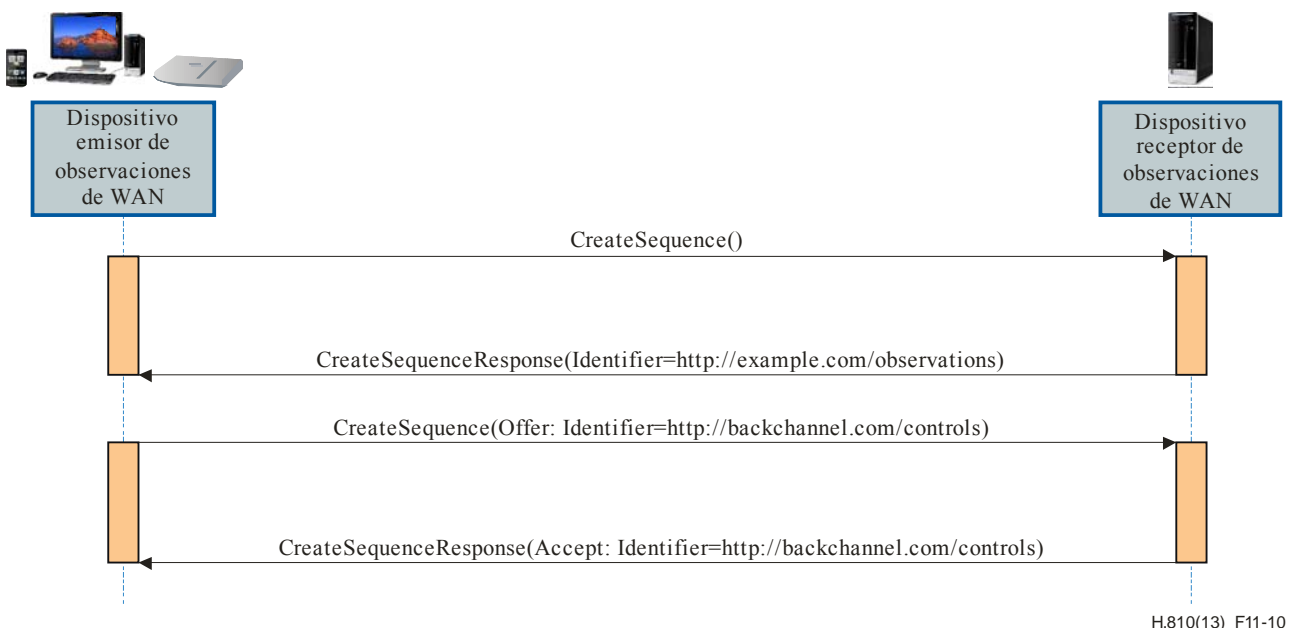 Dispositivo
emisor de
observaciones
de WAN
Dispositivo
receptor de
observaciones
de WAN
CreateSequence()
CreateSequenceResponse(Identifier=http://example.com/observations)
CreateSequence(Offer: Identifier=http://backchannel.com/controls)
CreateSequenceResponse(Accept: Identifier=http://backchannel.com/controls)
H.810(13)_F11-10